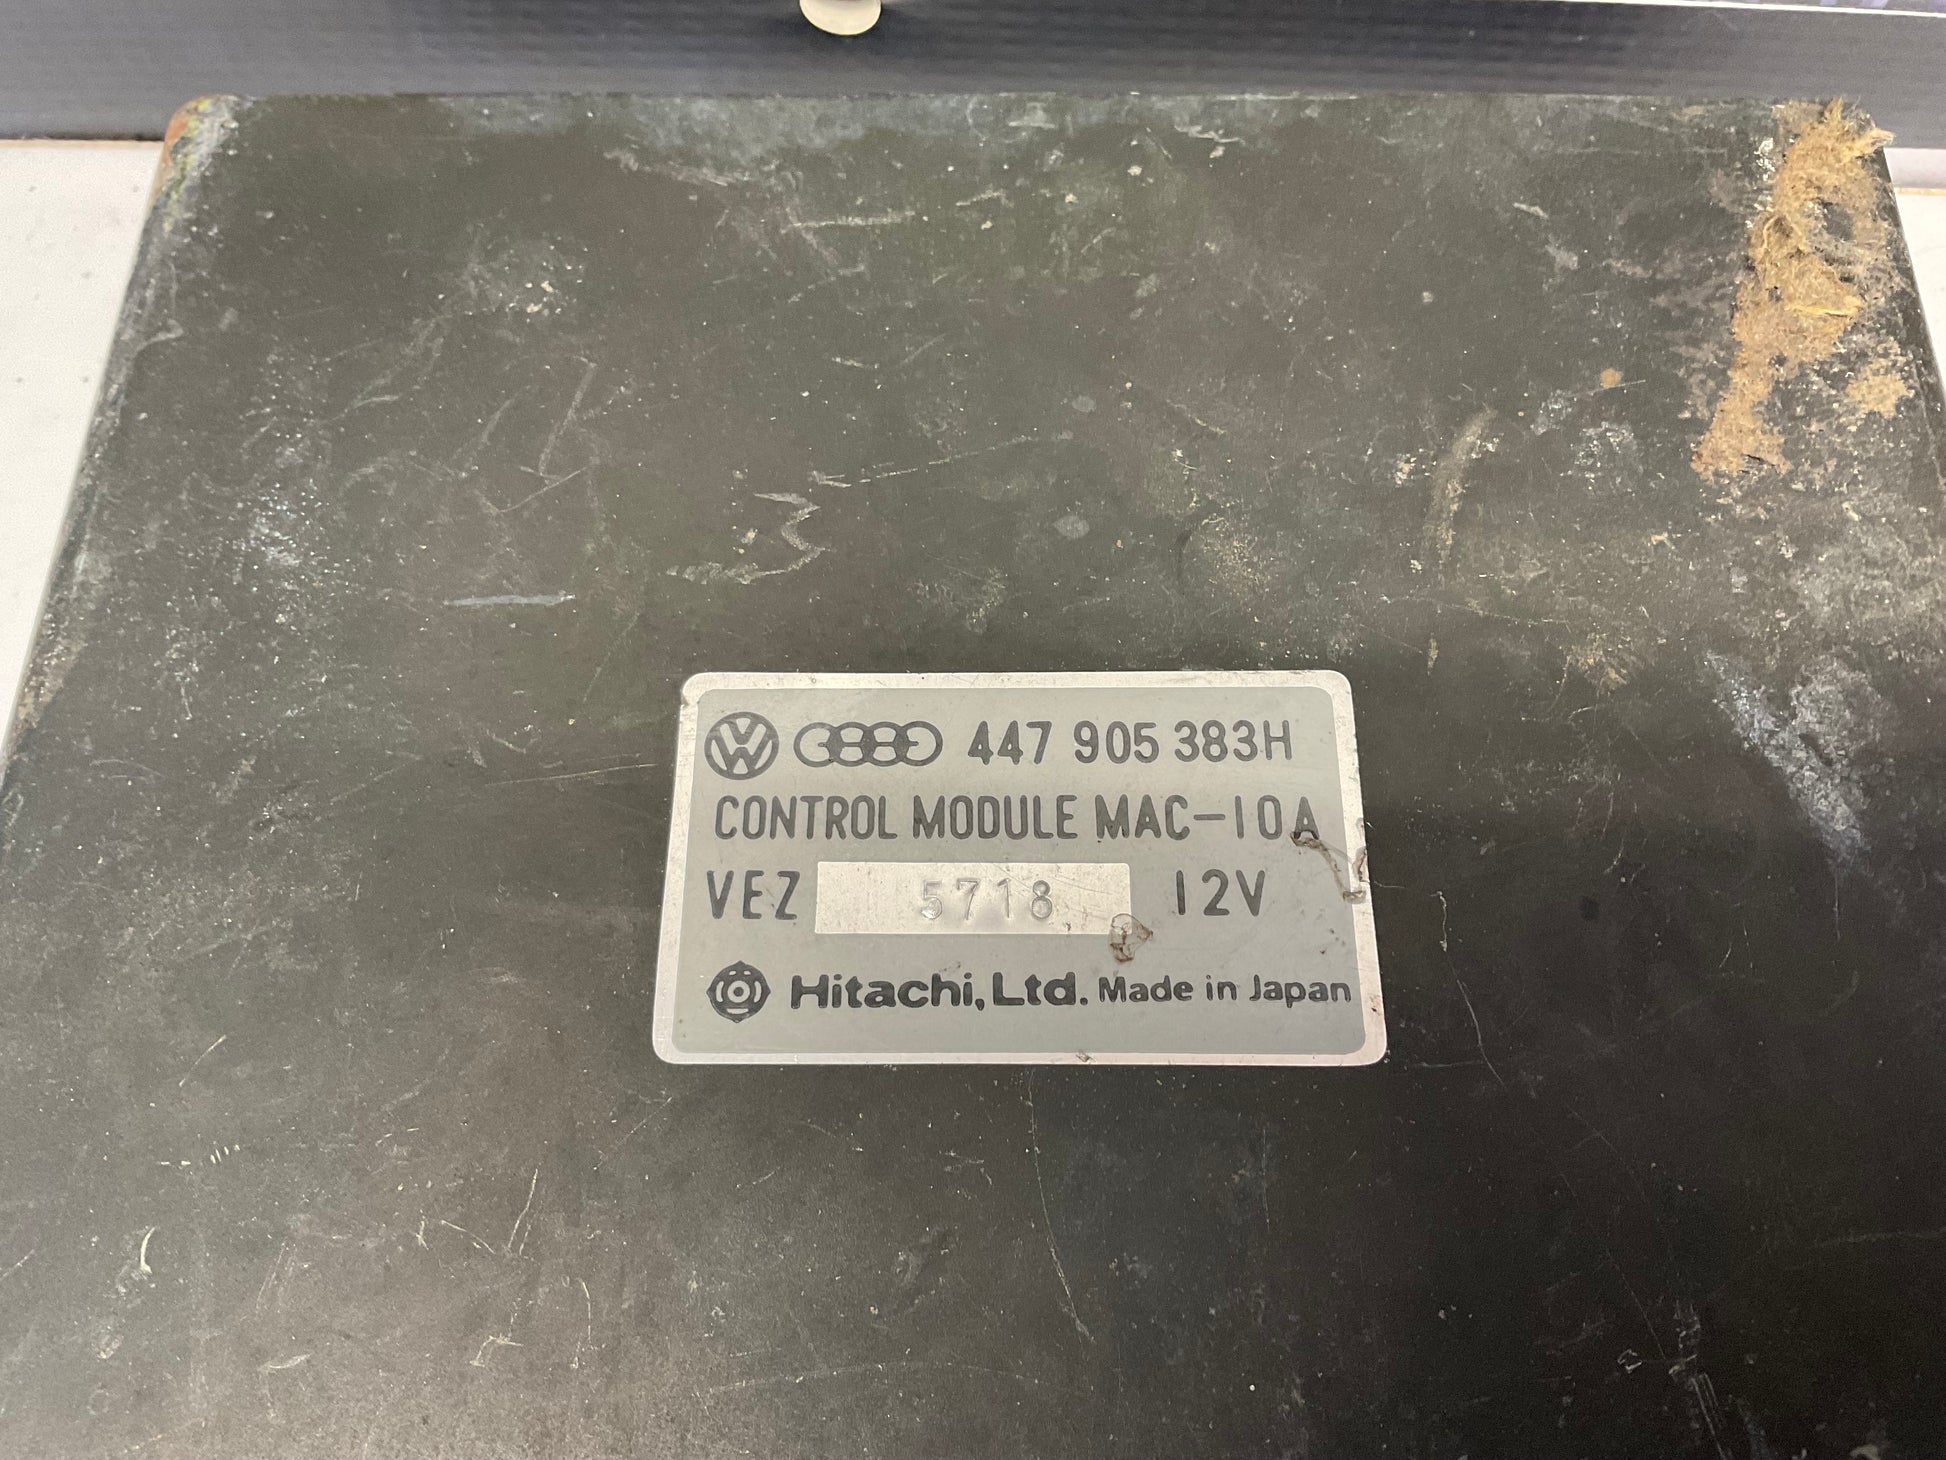 447 905 383H
CONTROL MODULE MAC-10A
VEZ 5718 12V
Hitachi, Ltd. Made in Japan